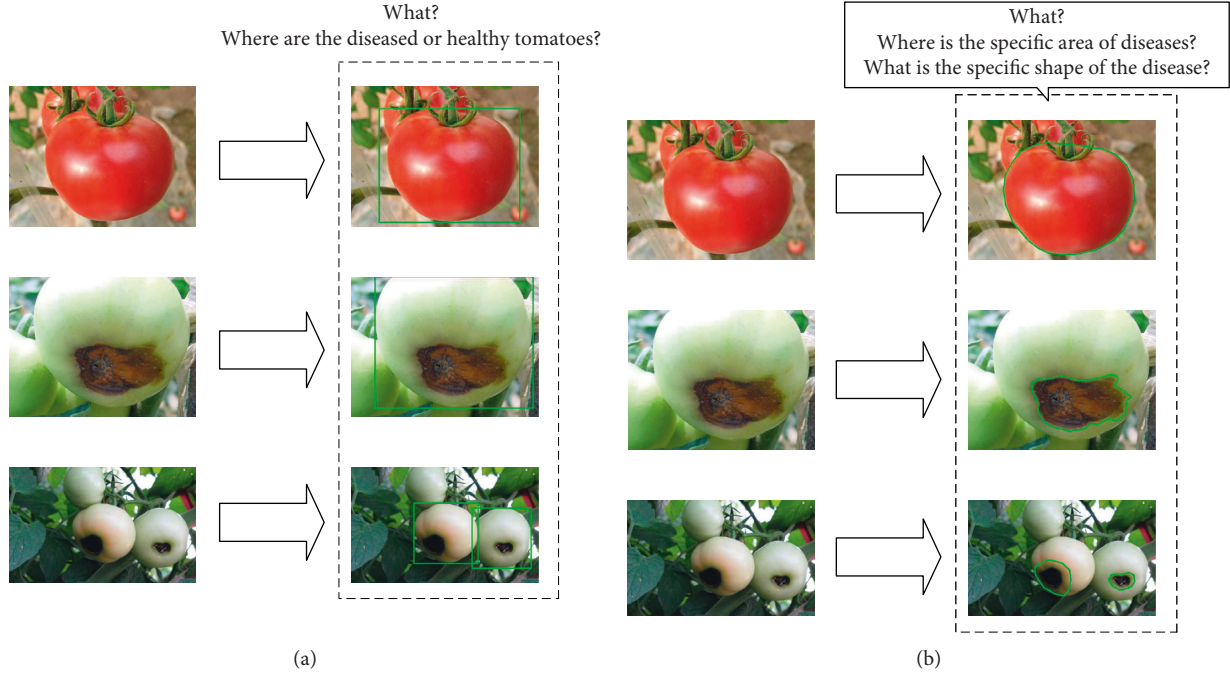 What?
Where are the diseased or healthy tomatoes?
(a)
What?
Where is the specific area of diseases?
What is the specific shape of the disease?
(b)